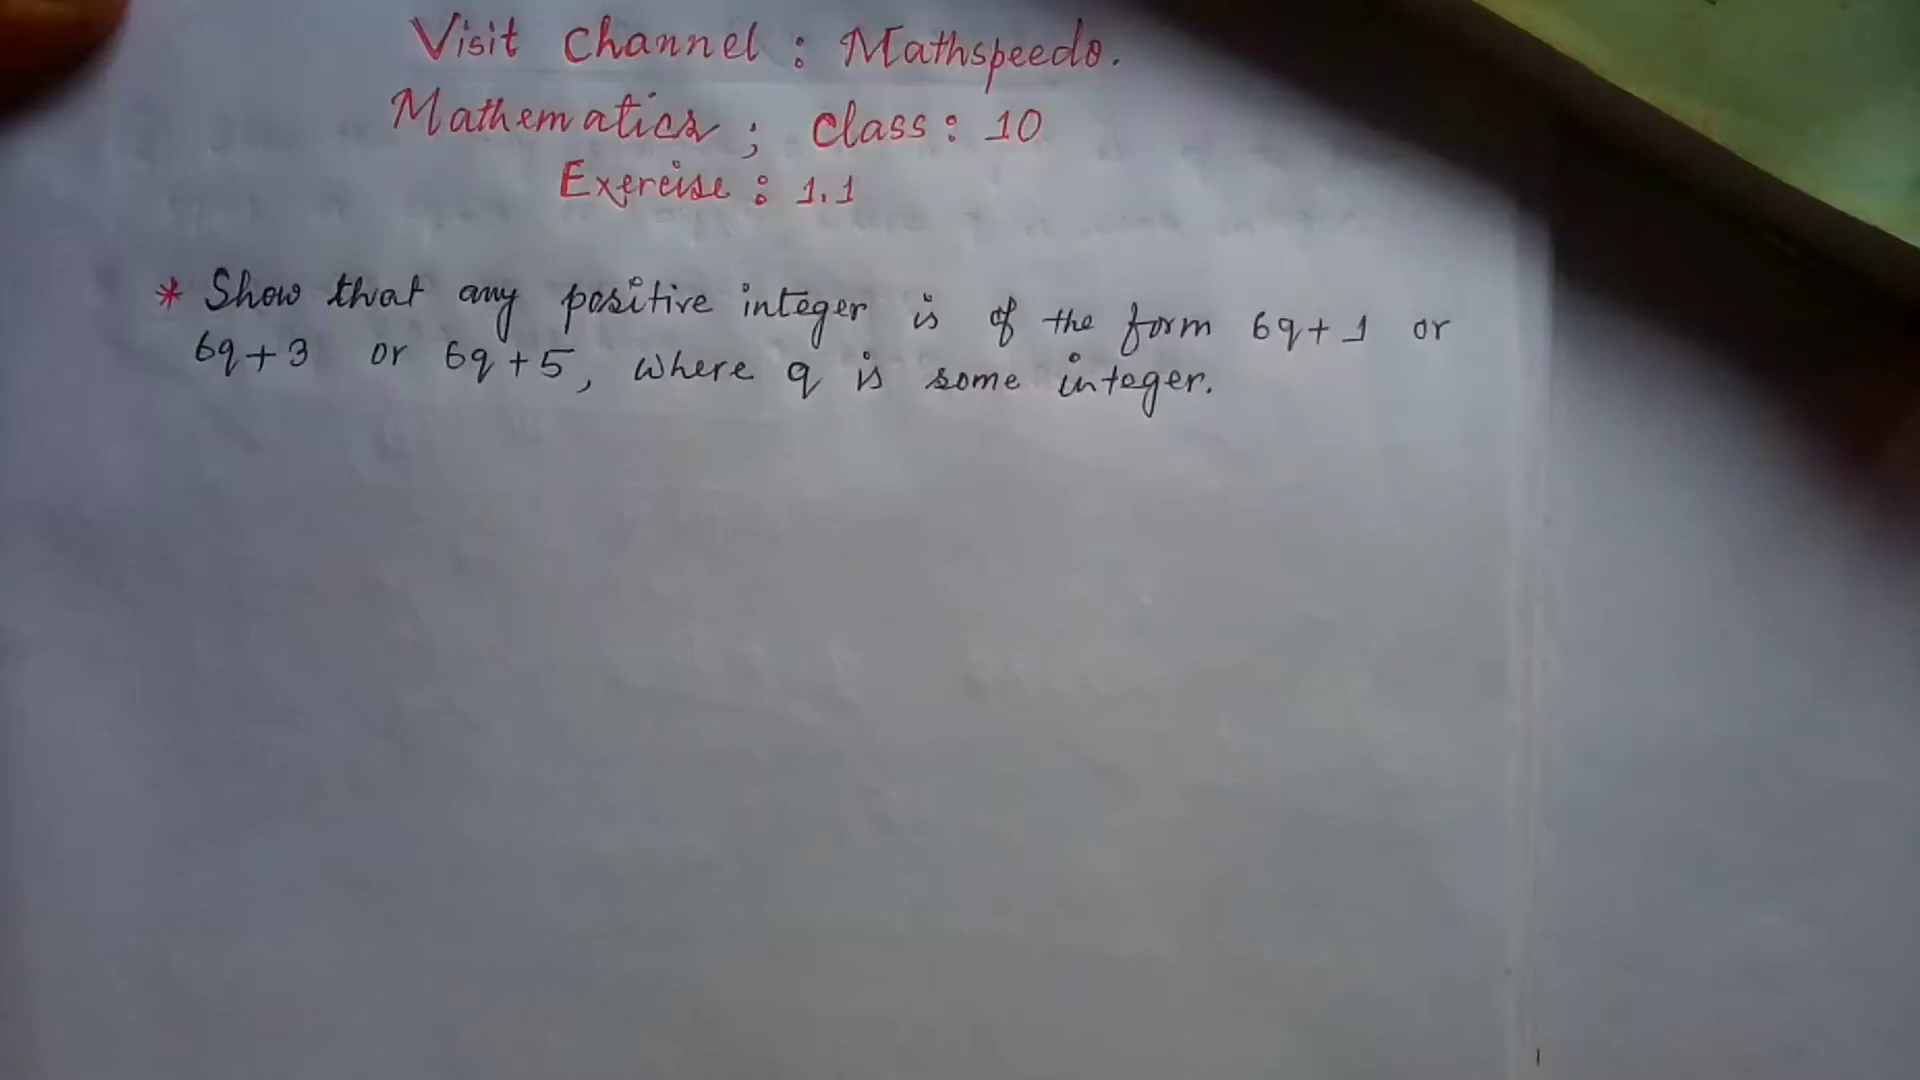 Visit Channel : Mathspeedo.
Mathematics ; Class : 10
Exercise : 1.1
* Show that any positive integer is of the form 6q+1 or
6q+3 or 6q+5, where q is some integer.